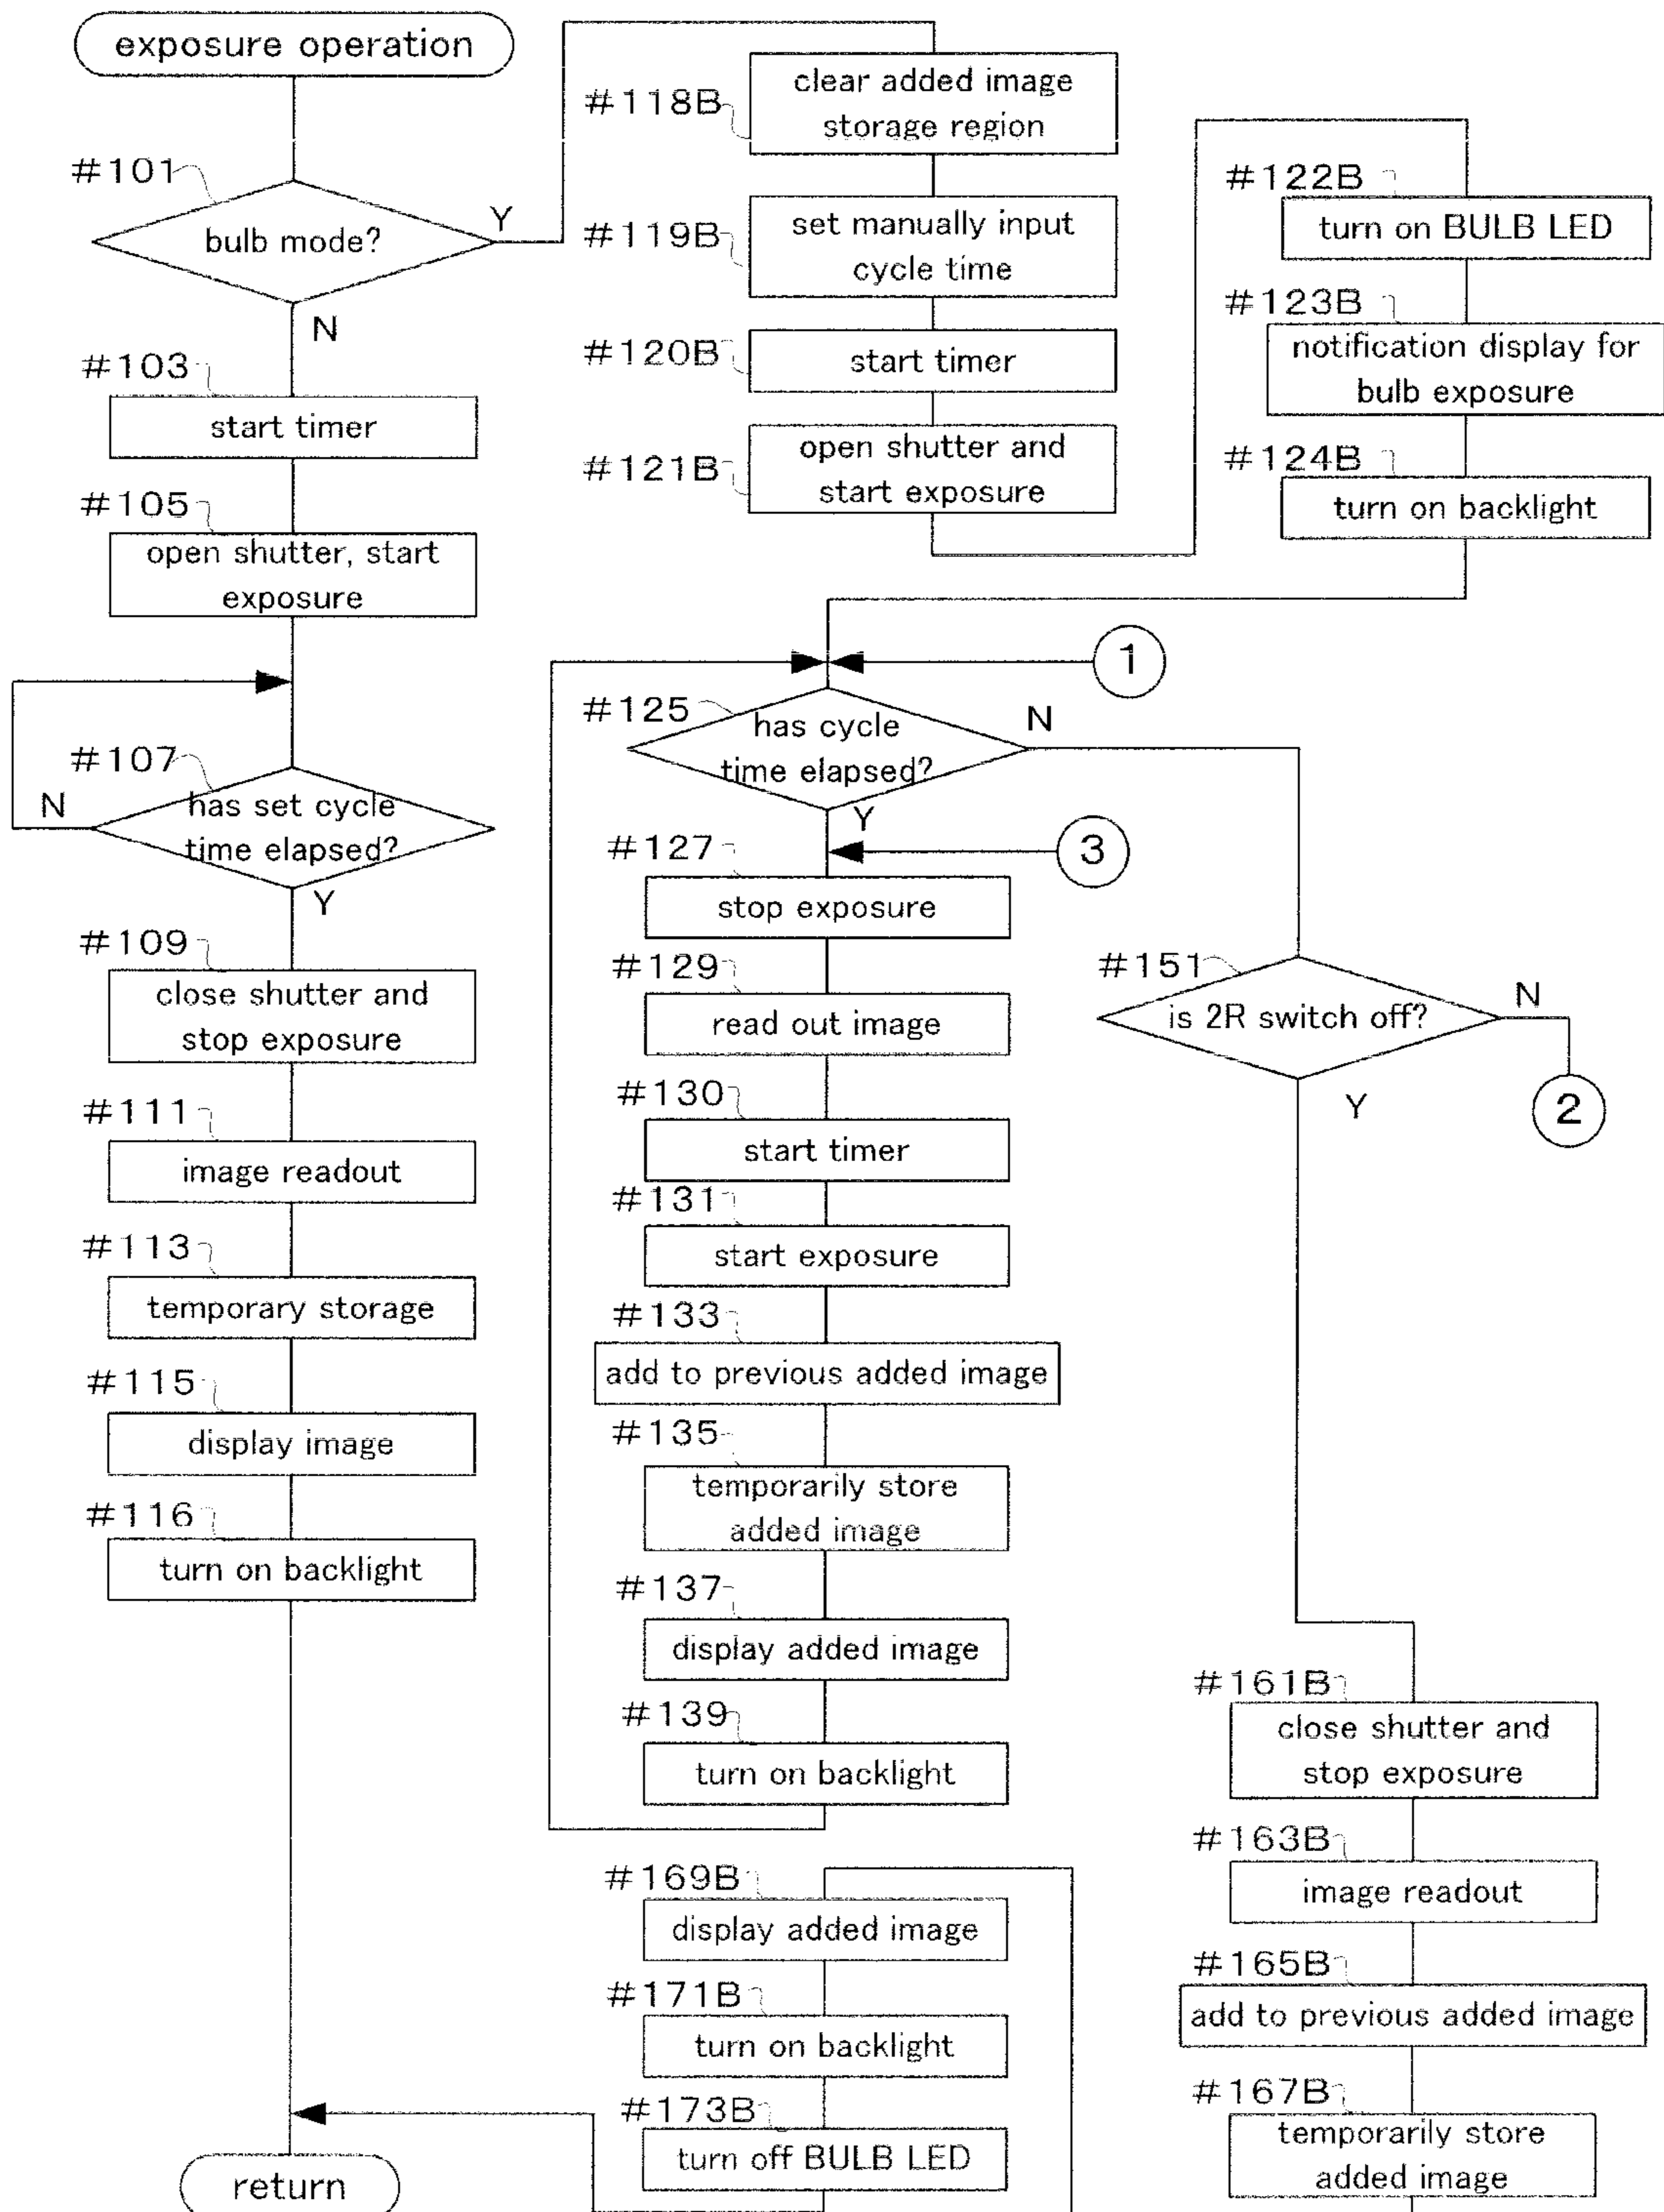 exposure operation
#101
bulb mode?
Y
N
#103
start timer
#105
open shutter, start
exposure
#107
has set cycle
time elapsed?
N
Y
#109
close shutter and
stop exposure
#111
image readout
#113
temporary storage
#115
display image
#116
turn on backlight
return
#118B
clear added image
storage region
#119B
set manually input
cycle time
#120B
start timer
#121B
open shutter and
start exposure
#122B
turn on BULB LED
#123B
notification display for
bulb exposure
#124B
turn on backlight
1
#125
has cycle
time elapsed?
N
Y
3
#127
stop exposure
#129
read out image
#130
start timer
#131
start exposure
#133
add to previous added image
#135
temporarily store
added image
#137
display added image
#139
turn on backlight
#151
is 2R switch off?
N
2
Y
#161B
close shutter and
stop exposure
#163B
image readout
#165B
add to previous added image
#167B
temporarily store
added image
#169B
display added image
#171B
turn on backlight
#173B
turn off BULB LED